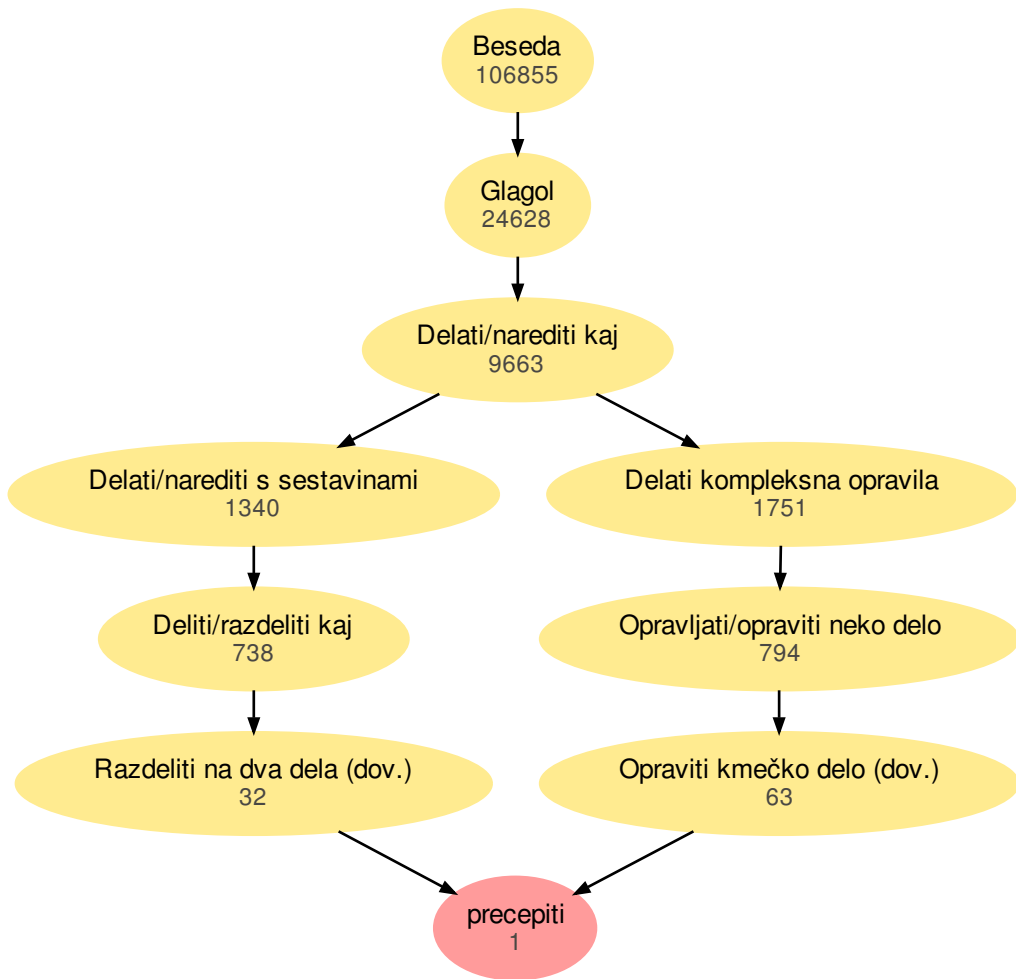 Beseda
106855
Glagol
24628
Delati/narediti kaj
9663
Delati/narediti s sestavinami
1340
Delati kompleksna opravila
1751
Deliti/razdeliti kaj
738
Opravljati/opraviti neko delo
794
Razdeliti na dva dela (dov.)
32
Opraviti kmečko delo (dov.)
63
precepiti
1